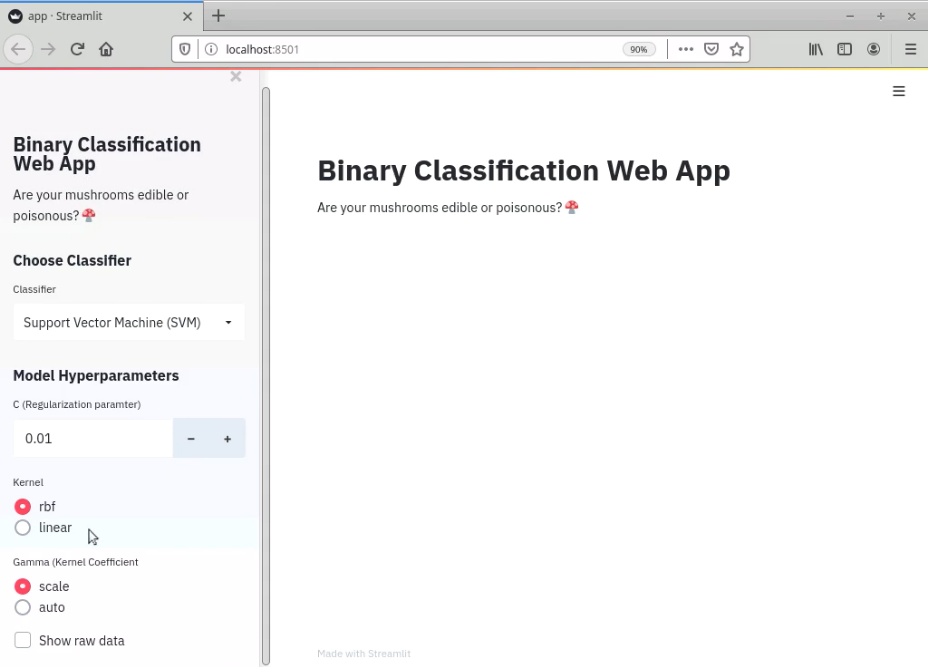 app · Streamlit
localhost:8501
90%
Binary Classification
Web App
Are your mushrooms edible or
poisonous? 🍄
Choose Classifier
Classifier
Support Vector Machine (SVM)
Model Hyperparameters
C (Regularization paramter)
0.01
Kernel
rbf
linear
Gamma (Kernel Coefficient
scale
auto
Show raw data
Binary Classification Web App
Are your mushrooms edible or poisonous? 🍄
Made with Streamlit